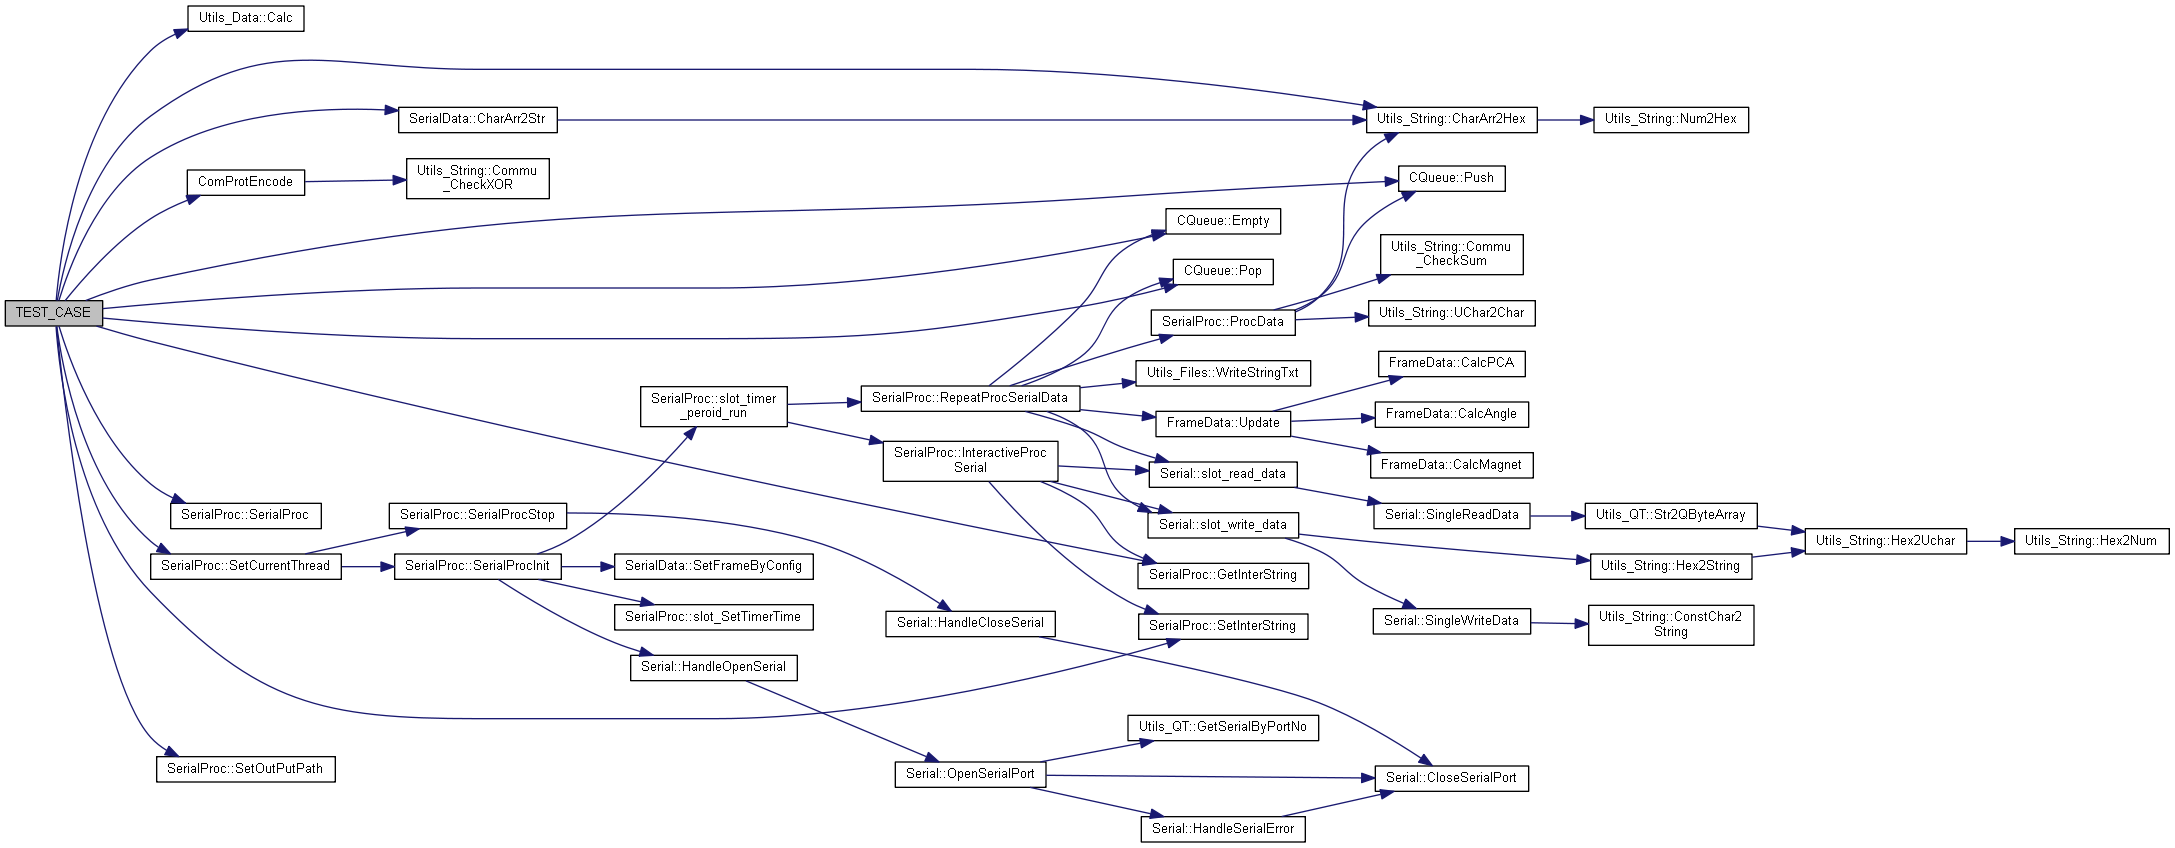 Utils_Data::Calc
SerialData::CharArr2Str
Utils_String::CharArr2Hex
Utils_String::Num2Hex
ComProtEncode
Utils_String::Commu
_CheckXOR
CQueue::Push
CQueue::Empty
Utils_String::Commu
_CheckSum
CQueue::Pop
TEST_CASE
SerialProc::ProcData
Utils_String::UChar2Char
Utils_Files::WriteStringTxt
FrameData::CalcPCA
SerialProc::slot_timer
_peroid_run
SerialProc::RepeatProcSerialData
FrameData::Update
FrameData::CalcAngle
SerialProc::InteractiveProc
Serial
Serial::slot_read_data
FrameData::CalcMagnet
SerialProc::SerialProc
SerialProc::SerialProcStop
Serial::slot_write_data
Serial::SingleReadData
Utils_QT::Str2QByteArray
Utils_String::Hex2Uchar
Utils_String::Hex2Num
SerialProc::SetCurrentThread
SerialProc::SerialProcInit
SerialData::SetFrameByConfig
SerialProc::GetInterString
Utils_String::Hex2String
SerialProc::slot_SetTimerTime
Serial::HandleCloseSerial
SerialProc::SetInterString
Serial::SingleWriteData
Utils_String::ConstChar2
String
Serial::HandleOpenSerial
Utils_QT::GetSerialByPortNo
SerialProc::SetOutPutPath
Serial::OpenSerialPort
Serial::CloseSerialPort
Serial::HandleSerialError